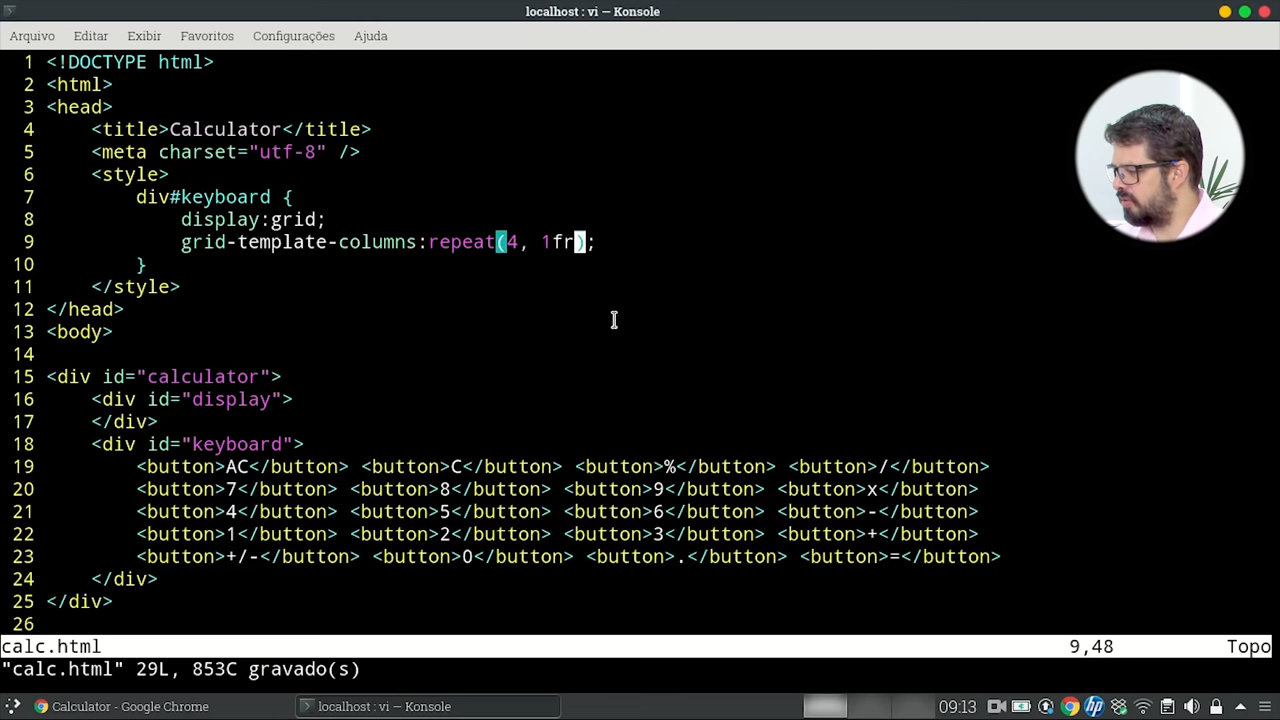 localhost : vi — Konsole
Arquivo Editar Exibir Favoritos Configurações Ajuda
1 <!DOCTYPE html>
2 <html>
3 <head>
4     <title>Calculator</title>
5     <meta charset="utf-8" />
6     <style>
7         div#keyboard {
8             display:grid;
9             grid-template-columns:repeat(4, 1fr);
10         }
11     </style>
12 </head>
13 <body>
14
15 <div id="calculator">
16     <div id="display">
17     </div>
18     <div id="keyboard">
19         <button>AC</button> <button>C</button> <button>%</button> <button>/</button>
20         <button>7</button> <button>8</button> <button>9</button> <button>x</button>
21         <button>4</button> <button>5</button> <button>6</button> <button>-</button>
22         <button>1</button> <button>2</button> <button>3</button> <button>+</button>
23         <button>+/-</button> <button>0</button> <button>.</button> <button>=</button>
24     </div>
25 </div>
26
calc.html 9,48 Topo
"calc.html" 29L, 853C gravado(s)
Calculator - Google Chrome localhost : vi — Konsole 09:13